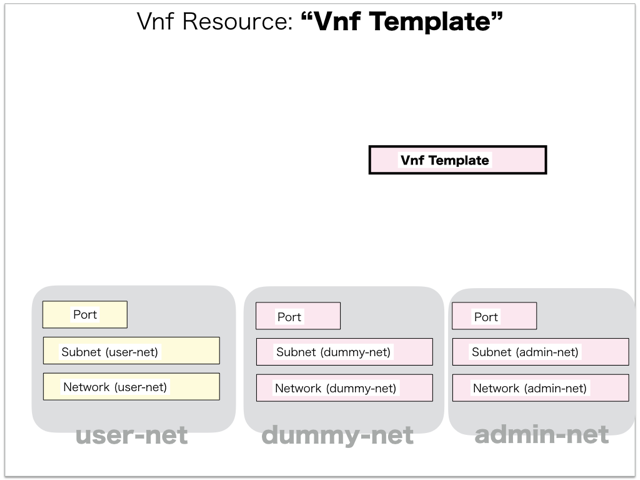 Vnf Resource: “Vnf Template”
Vnf Template
Port
Subnet (user-net)
Network (user-net)
user-net
Port
Subnet (dummy-net)
Network (dummy-net)
dummy-net
Port
Subnet (admin-net)
Network (admin-net)
admin-net